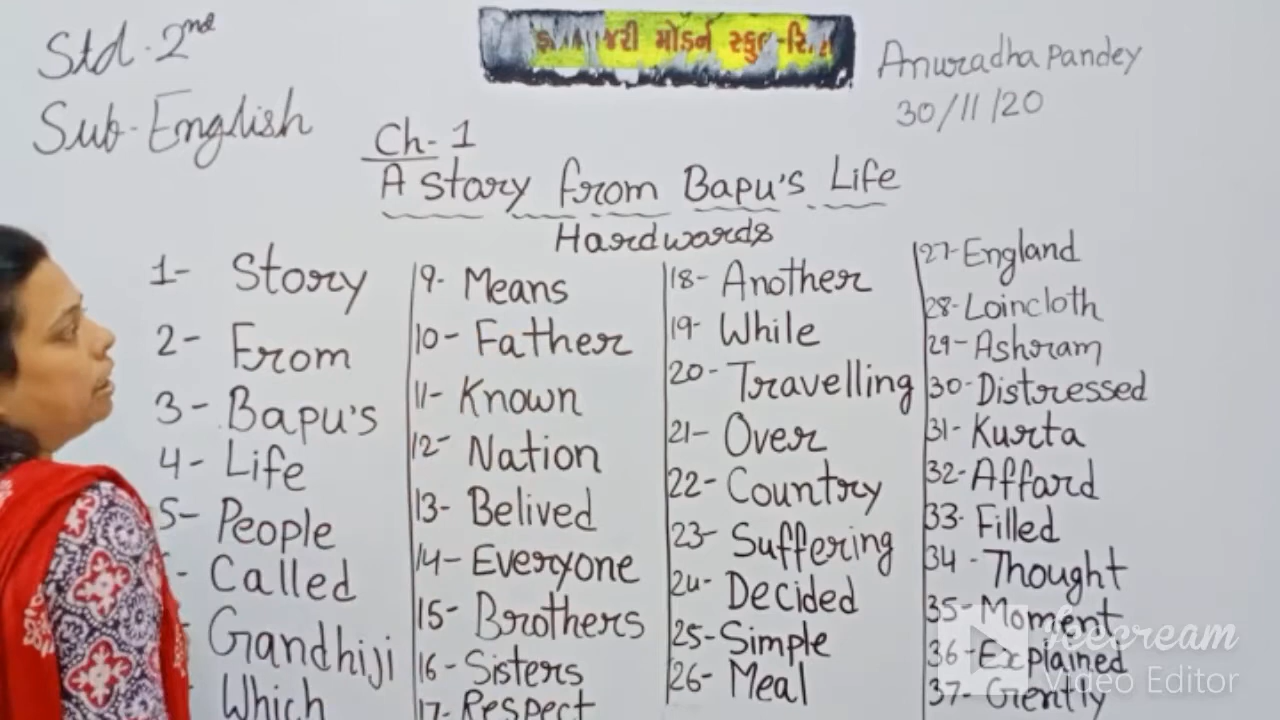 Std. 2nd
Sub-English
મોડર્ન સ્કુલ
Anuradha Pandey
30/11/20
Ch-1
A Story from Bapu's Life
Hardwords
1- Story
2- From
3- Bapu's
4- Life
5- People
Called
Gandhiji
Which
9- Means
10- Father
11- Known
12- Nation
13- Belived
14- Everyone
15- Brothers
16- Sisters
17- Respect
18- Another
19- While
20- Travelling
21- Over
22- Country
23- Suffering
24- Decided
25- Simple
26- Meal
27- England
28- Loincloth
29- Ashram
30- Distressed
31- Kurta
32- Affard
33- Filled
34- Thought
35- Moment
36- Explained
37- Gently
Icecream
Video Editor